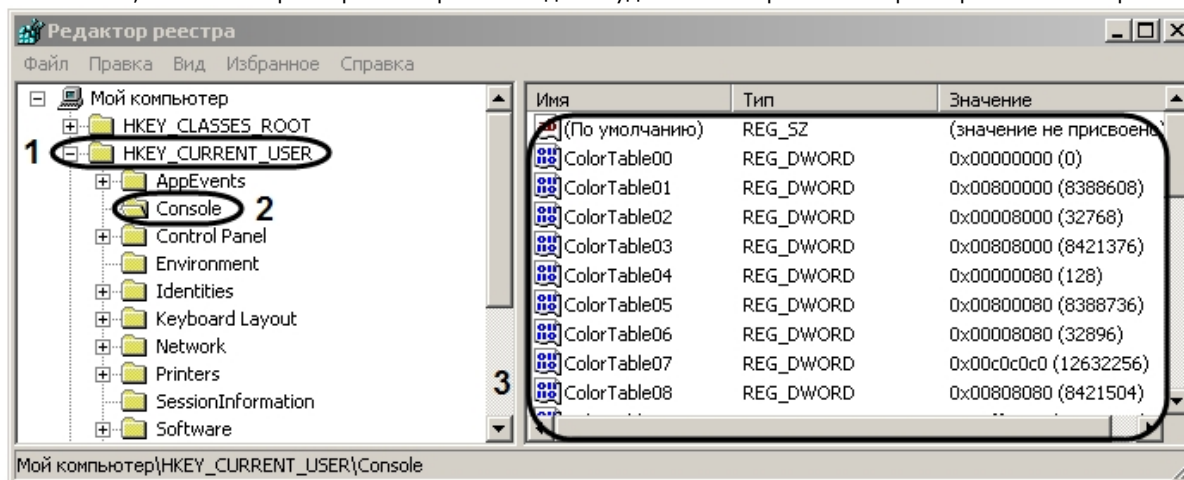 Редактор реестра
Файл Правка Вид Избранное Справка
Мой компьютер
HKEY_CLASSES_ROOT
1 HKEY_CURRENT_USER
AppEvents
Console 2
Control Panel
Environment
Identities
Keyboard Layout
Network
Printers
SessionInformation
Software
3
Имя Тип Значение
(По умолчанию) REG_SZ (значение не присвоено)
ColorTable00 REG_DWORD 0x00000000 (0)
ColorTable01 REG_DWORD 0x00800000 (8388608)
ColorTable02 REG_DWORD 0x00008000 (32768)
ColorTable03 REG_DWORD 0x00808000 (8421376)
ColorTable04 REG_DWORD 0x00000080 (128)
ColorTable05 REG_DWORD 0x00800080 (8388736)
ColorTable06 REG_DWORD 0x00008080 (32896)
ColorTable07 REG_DWORD 0x00c0c0c0 (12632256)
ColorTable08 REG_DWORD 0x00808080 (8421504)
Мой компьютер\HKEY_CURRENT_USER\Console